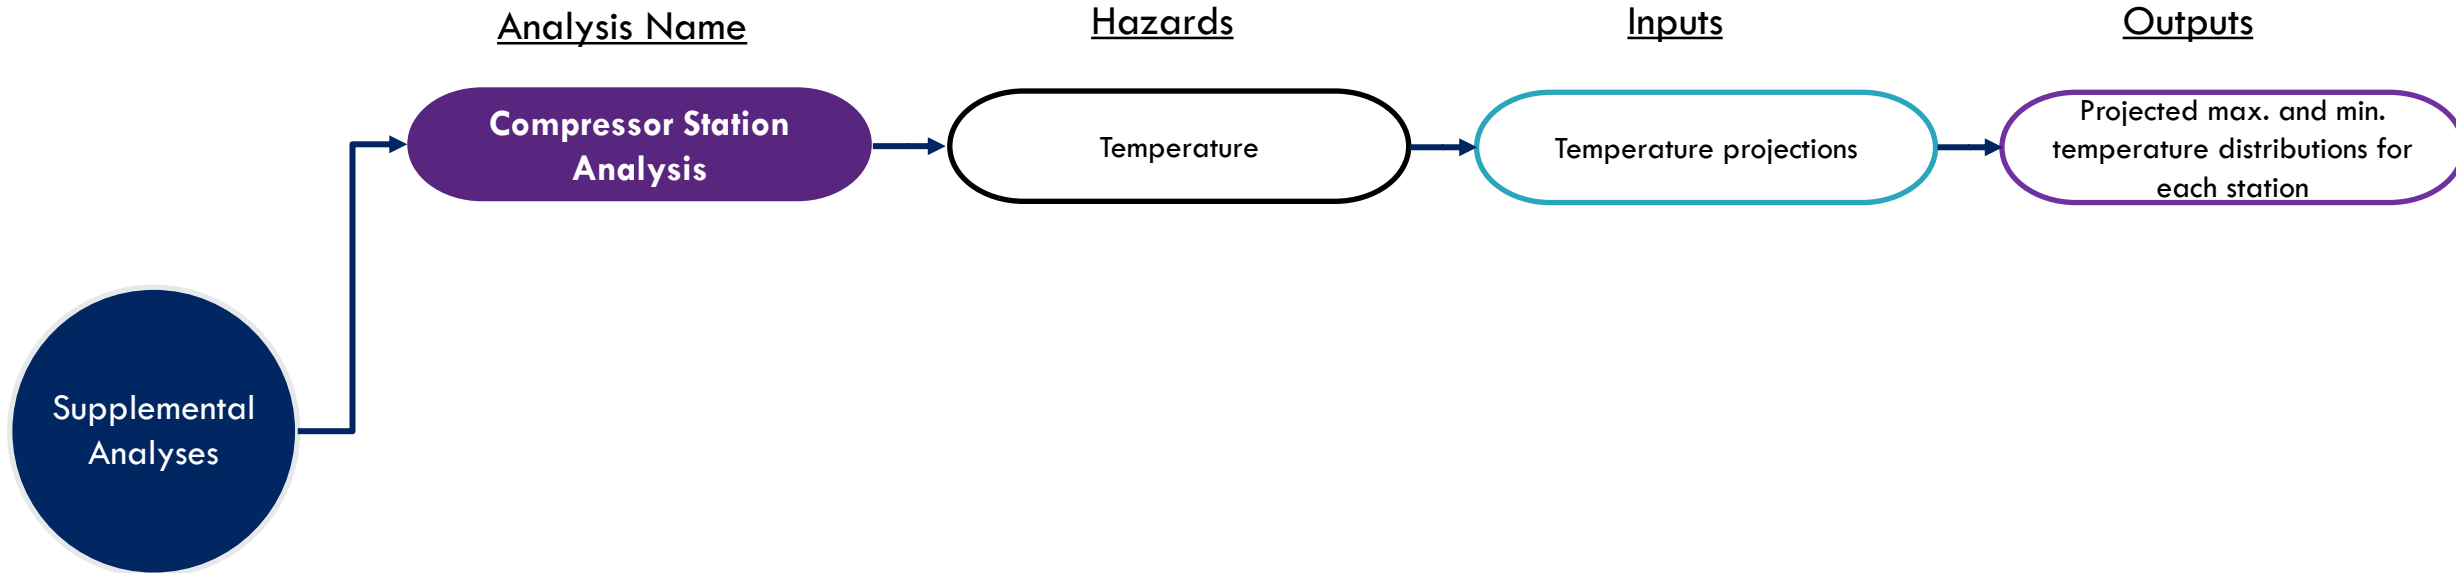 Analysis Name
Hazards
Inputs
Outputs
Compressor Station
Analysis
Temperature
Temperature projections
Projected max. and min.
temperature distributions for
each station
Supplemental
Analyses